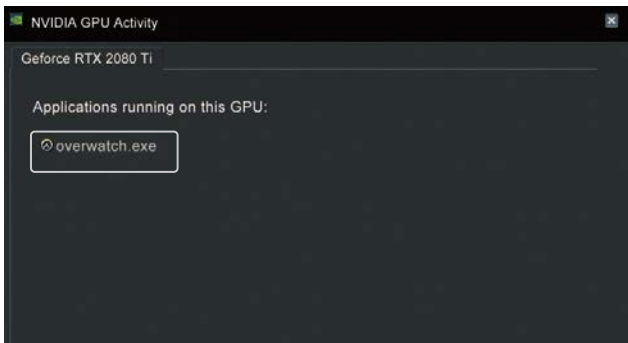 NVIDIA GPU Activity
Geforce RTX 2080 Ti
Applications running on this GPU:
overwatch.exe